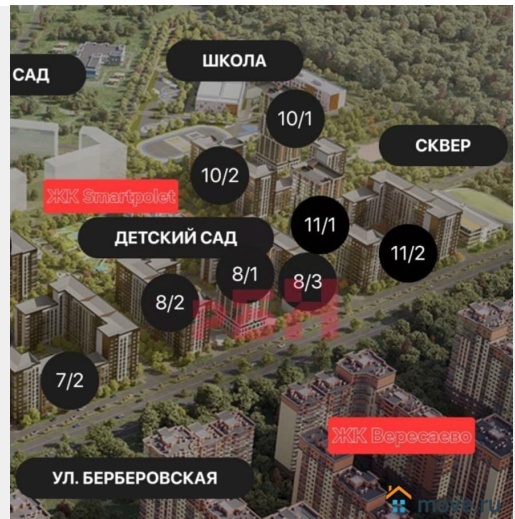 ШКОЛА
САД
10/1
СКВЕР
10/2
ЖК Smartpolet
11/1
ДЕТСКИЙ САД
11/2
8/1
8/3
8/2
7/2
ЖК Вересаево
УЛ. БЕРБЕРОВСКАЯ
move.ru